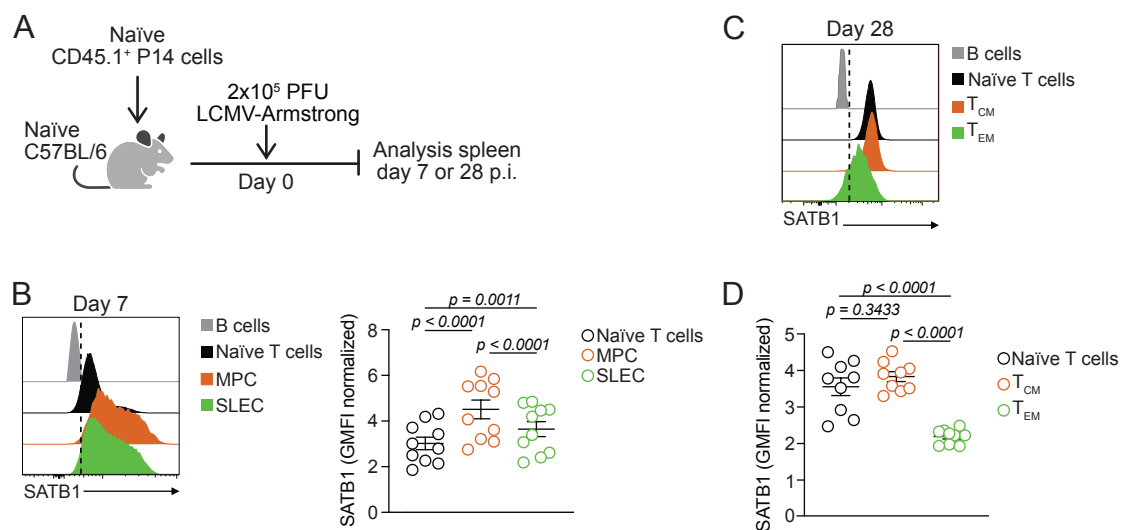 A
Naïve
CD45.1⁺ P14 cells
2x10⁵ PFU
LCMV-Armstrong
Naïve
C57BL/6
Day 0
Analysis spleen
day 7 or 28 p.i.
C
Day 28
B cells
Naïve T cells
T_CM
T_EM
SATB1
B
Day 7
B cells
Naïve T cells
MPC
SLEC
SATB1
p = 0.0011
p < 0.0001
p < 0.0001
8
6
4
2
0
SATB1 (GMFI normalized)
Naïve T cells
MPC
SLEC
D
p < 0.0001
p = 0.3433
p < 0.0001
5
4
3
2
1
0
SATB1 (GMFI normalized)
Naïve T cells
T_CM
T_EM